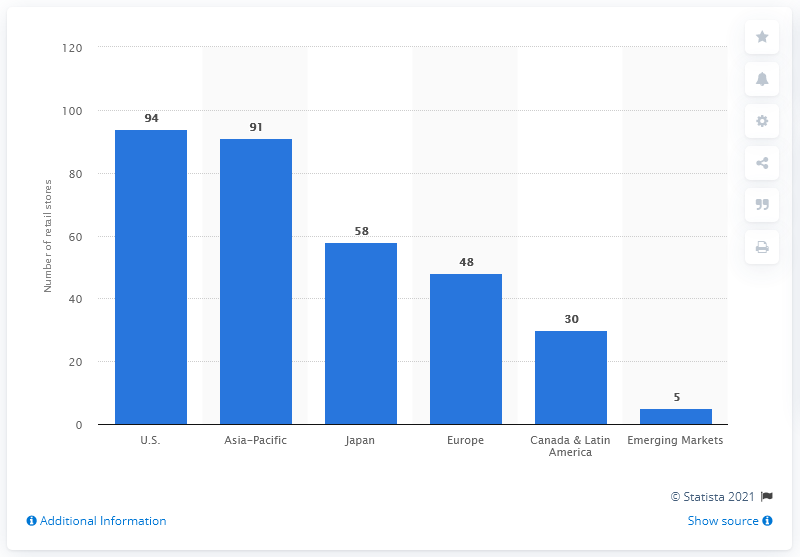 120
100
80
60
40
20
0
Number of retail stores
94
91
58
48
30
5
U.S.
Asia-Pacific
Japan
Europe
Canada & Latin
America
Emerging Markets
© Statista 2021
Additional Information
Show source